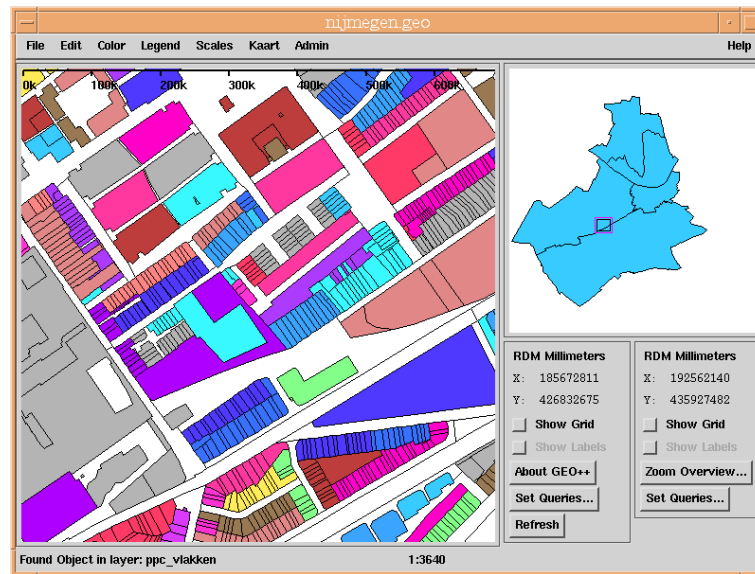 nijmegen.geo
File Edit Color Legend Scales Kaart Admin Help
0k 100k 200k 300k 400k 500k 600k
RDM Millimeters
X: 185672811
Y: 426832675
Show Grid
Show Labels
About GEO++
Set Queries...
Refresh
RDM Millimeters
X: 192562140
Y: 435927482
Show Grid
Show Labels
Zoom Overview...
Set Queries...
Found Object in layer: ppc_vlakken 1:3640